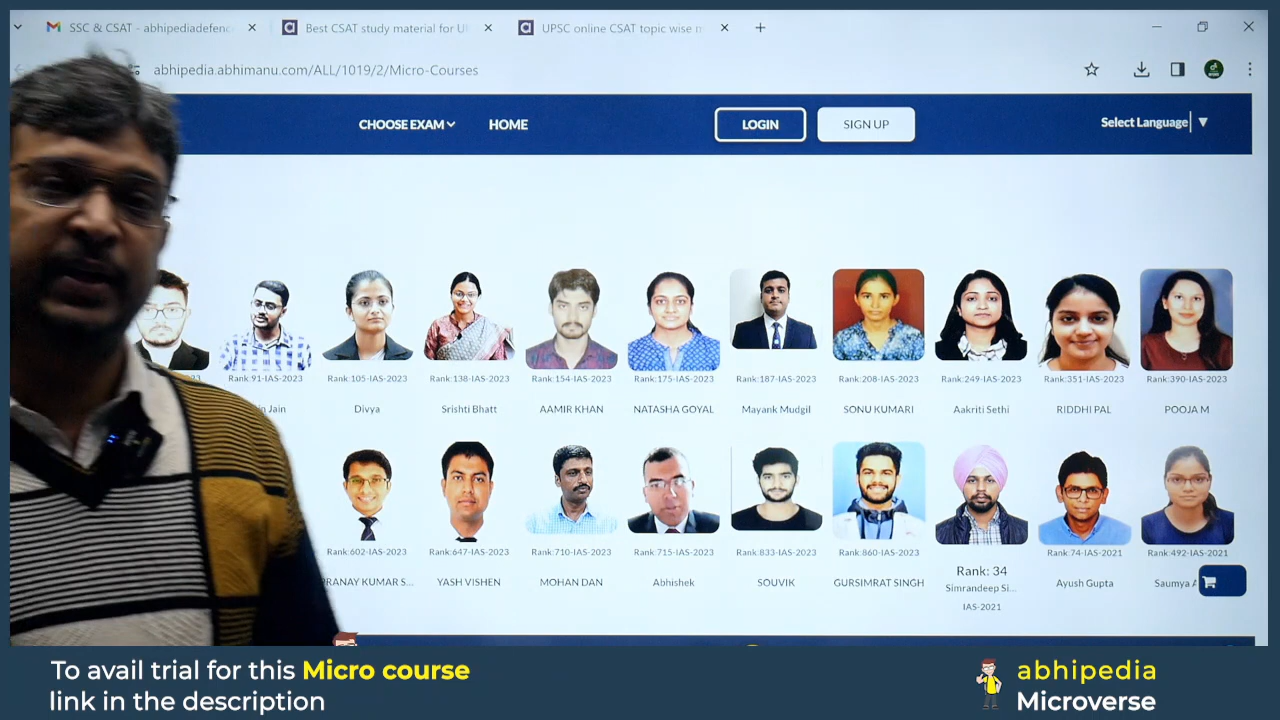 SSC & CSAT - abhipediadefenc
Best CSAT study material for U
UPSC online CSAT topic wise m
abhipedia.abhimanu.com/ALL/1019/2/Micro-Courses
CHOOSE EXAM
HOME
LOGIN
SIGN UP
Select Language
Rank:91-IAS-2023
Rank:105-IAS-2023
Rank:138-IAS-2023
Rank:154-IAS-2023
Rank:175-IAS-2023
Rank:187-IAS-2023
Rank:208-IAS-2023
Rank:249-IAS-2023
Rank:351-IAS-2023
Rank:390-IAS-2023
Jain
Divya
Srishti Bhatt
AAMIR KHAN
NATASHA GOYAL
Mayank Mudgil
SONU KUMARI
Aakriti Sethi
RIDDHI PAL
POOJA M
Rank:602-IAS-2023
Rank:647-IAS-2023
Rank:710-IAS-2023
Rank:715-IAS-2023
Rank:833-IAS-2023
Rank:860-IAS-2023
Rank: 34
Rank:74-IAS-2021
Rank:492-IAS-2021
RANAY KUMAR S...
YASH VISHEN
MOHAN DAN
Abhishek
SOUVIK
GURSIMRAT SINGH
Simrandeep Si...
IAS-2021
Ayush Gupta
Saumya
To avail trial for this Micro course
link in the description
abhipedia
Microverse